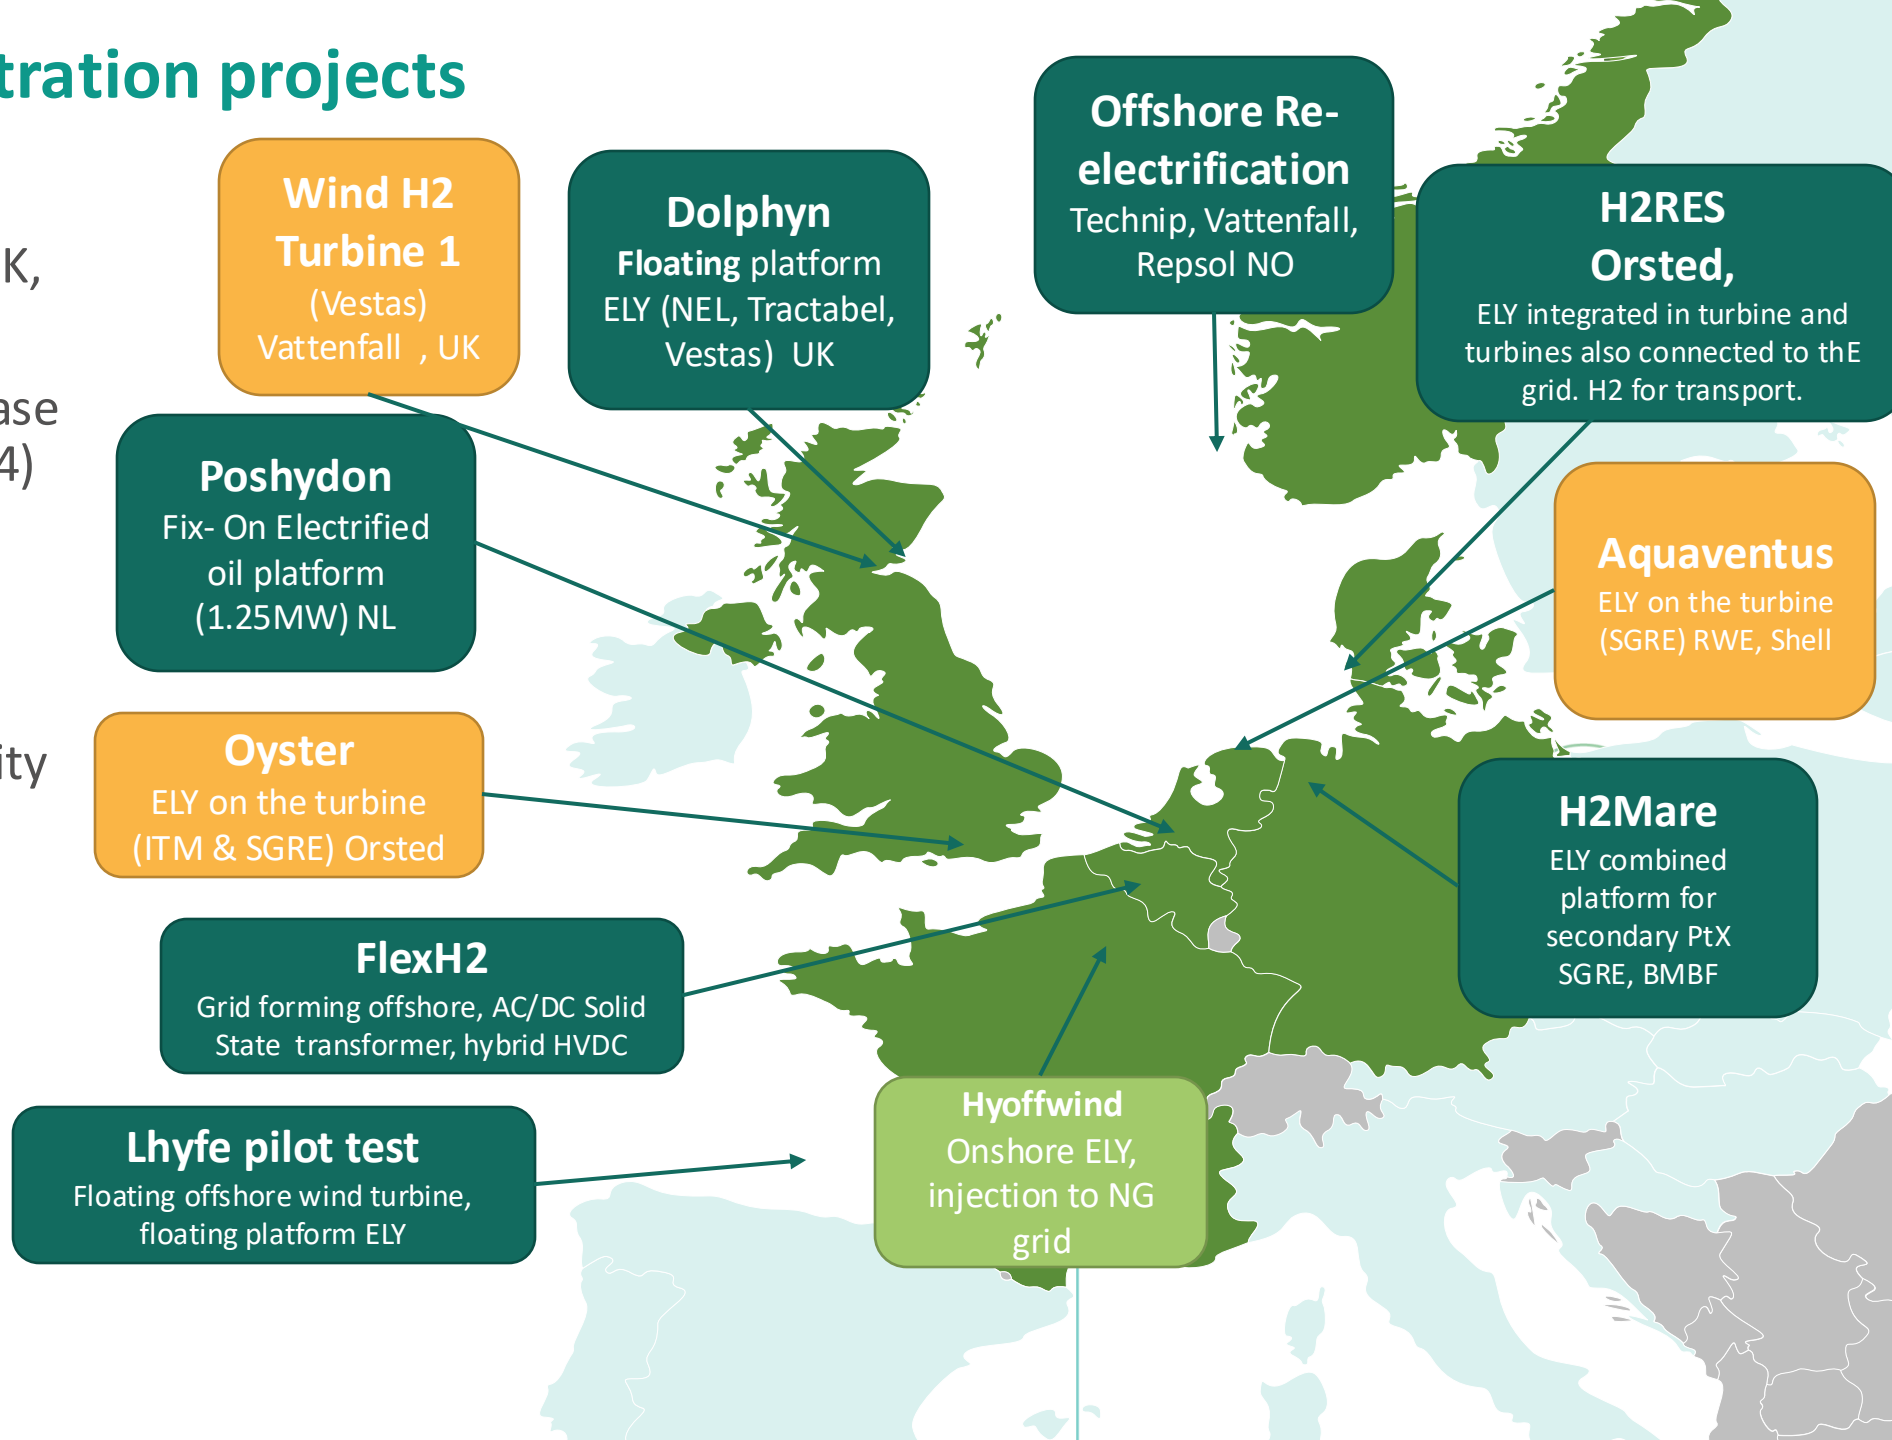 tration projects
K,
ase
4)
ity
Wind H2
Turbine 1
(Vestas)
Vattenfall , UK
Dolphyn
Floating platform
ELY (NEL, Tractabel,
Vestas) UK
Offshore Re-
electrification
Technip, Vattenfall,
Repsol NO
H2RES
Orsted,
ELY integrated in turbine and
turbines also connected to thE
grid. H2 for transport.
Poshydon
Fix- On Electrified
oil platform
(1.25MW) NL
Aquaventus
ELY on the turbine
(SGRE) RWE, Shell
Oyster
ELY on the turbine
(ITM & SGRE) Orsted
H2Mare
ELY combined
platform for
secondary PtX
SGRE, BMBF
FlexH2
Grid forming offshore, AC/DC Solid
State transformer, hybrid HVDC
Hyoffwind
Onshore ELY,
injection to NG
grid
Lhyfe pilot test
Floating offshore wind turbine,
floating platform ELY